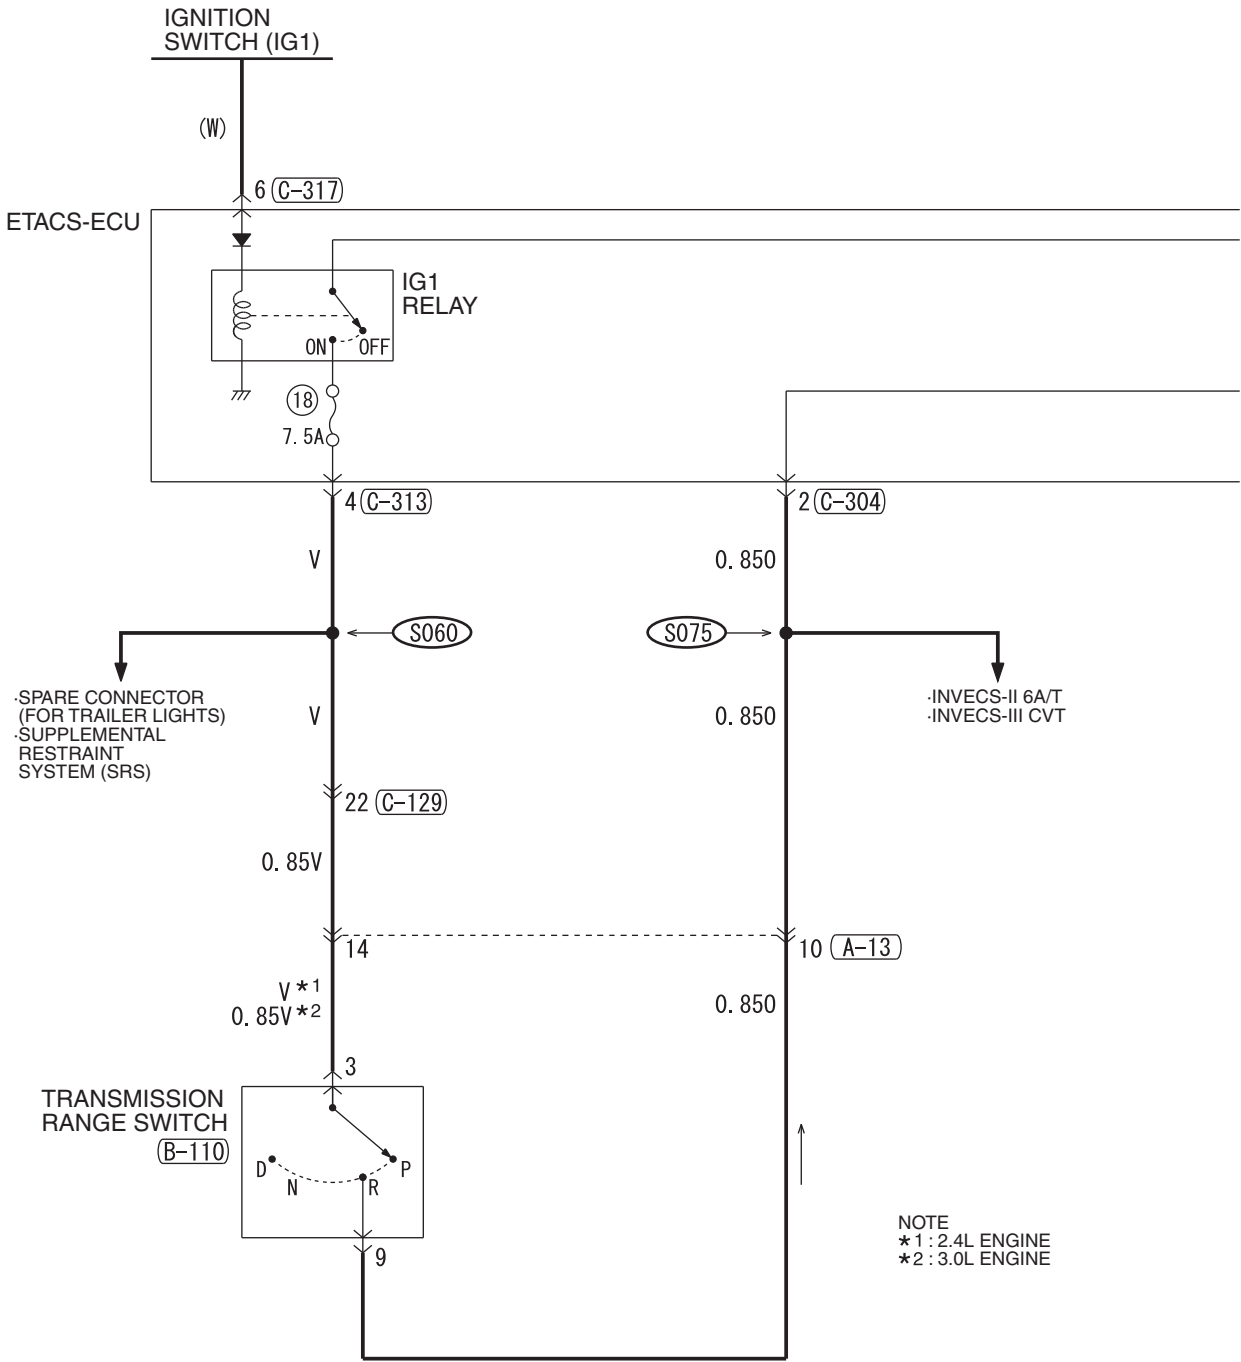 IGNITION
SWITCH (IG1)
(W)
6 C-317
ETACS-ECU
IG1
RELAY
ON OFF
18
7.5A
4 C-313
2 C-304
V
0.850
S060
S075
·SPARE CONNECTOR
(FOR TRAILER LIGHTS)
·SUPPLEMENTAL
RESTRAINT
SYSTEM (SRS)
·INVECS-II 6A/T
·INVECS-III CVT
V
0.850
22 C-129
0.85V
14
10 A-13
V *1
0.85V *2
0.850
3
TRANSMISSION
RANGE SWITCH
B-110
D
N
R
P
9
NOTE
*1 : 2.4L ENGINE
*2 : 3.0L ENGINE